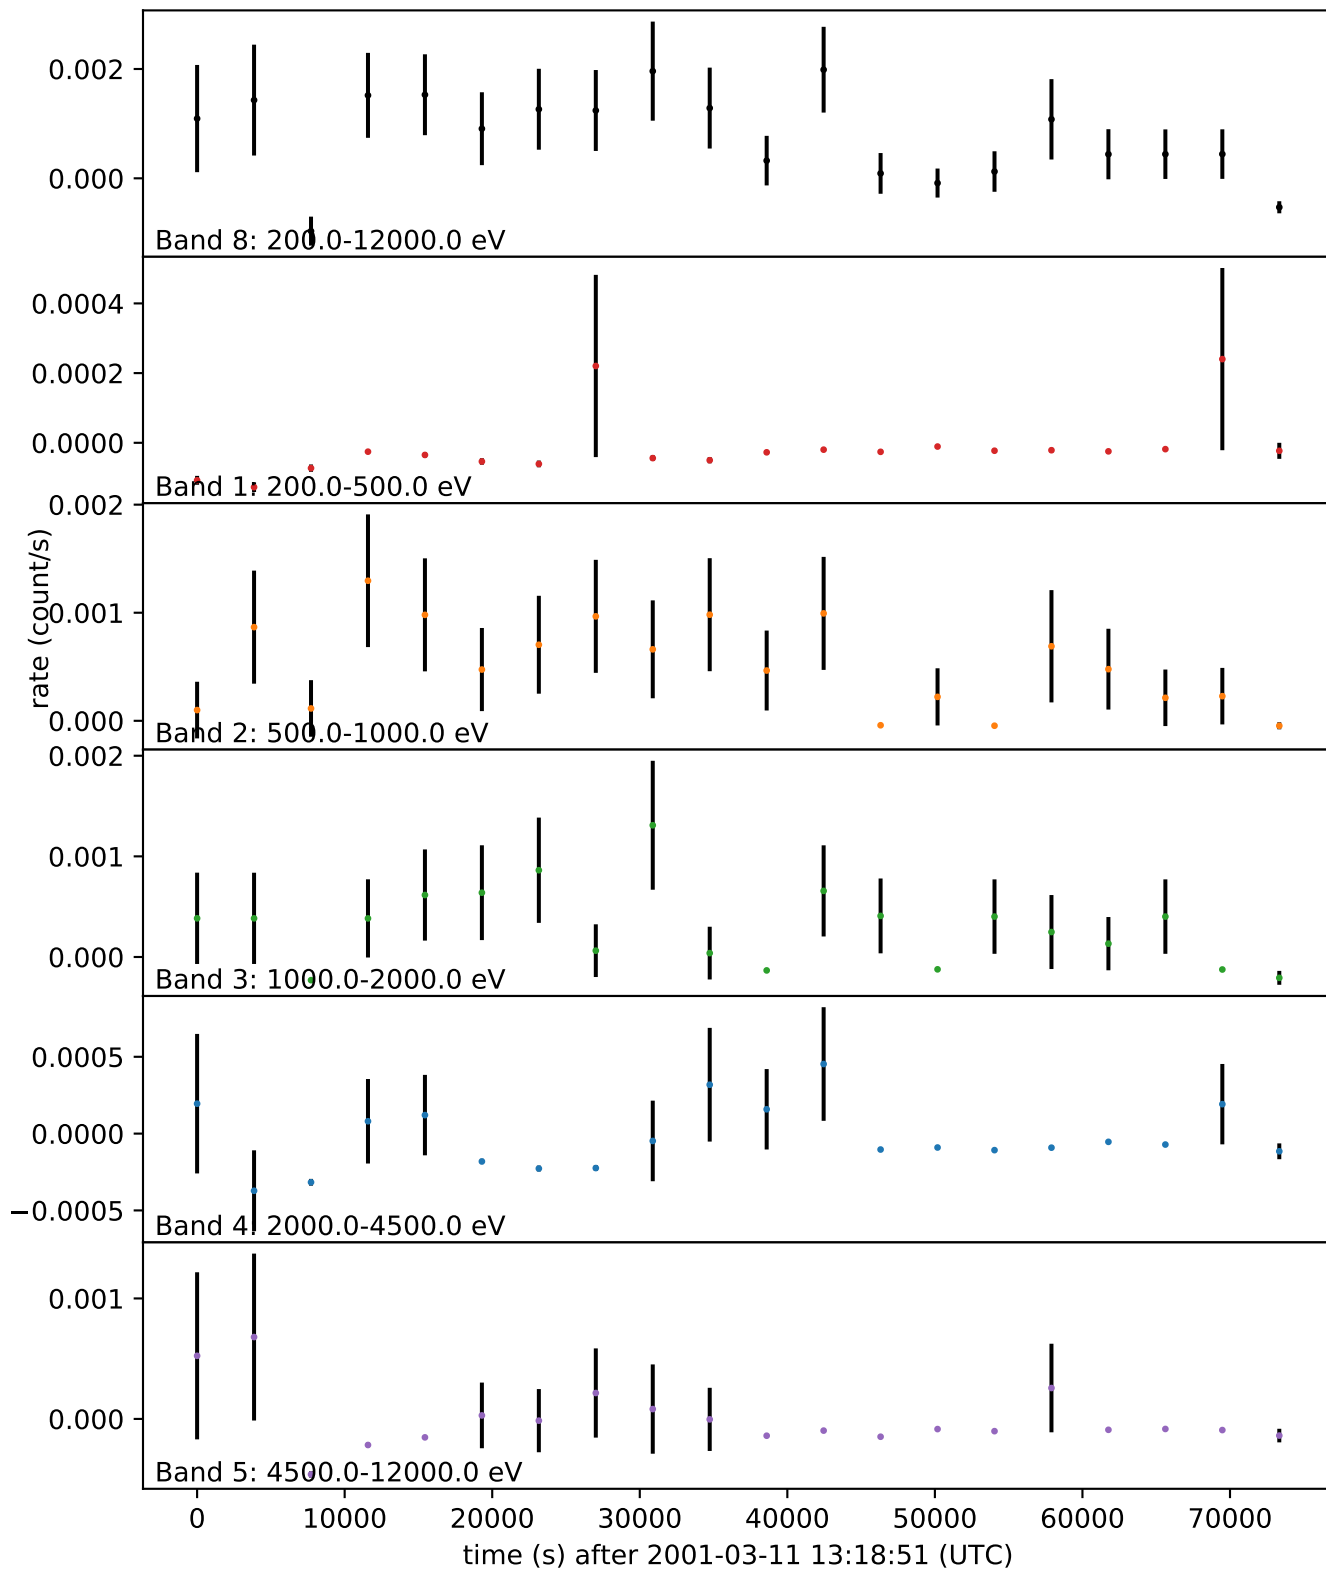 0.002
0.000
Band 8: 200.0-12000.0 eV
0.0004
0.0002
0.0000
Band 1: 200.0-500.0 eV
0.002
0.001
0.000
Band 2: 500.0-1000.0 eV
rate (count/s)
0.002
0.001
0.000
Band 3: 1000.0-2000.0 eV
0.0005
0.0000
−0.0005
Band 4: 2000.0-4500.0 eV
0.001
0.000
Band 5: 4500.0-12000.0 eV
0 10000 20000 30000 40000 50000 60000 70000
time (s) after 2001-03-11 13:18:51 (UTC)